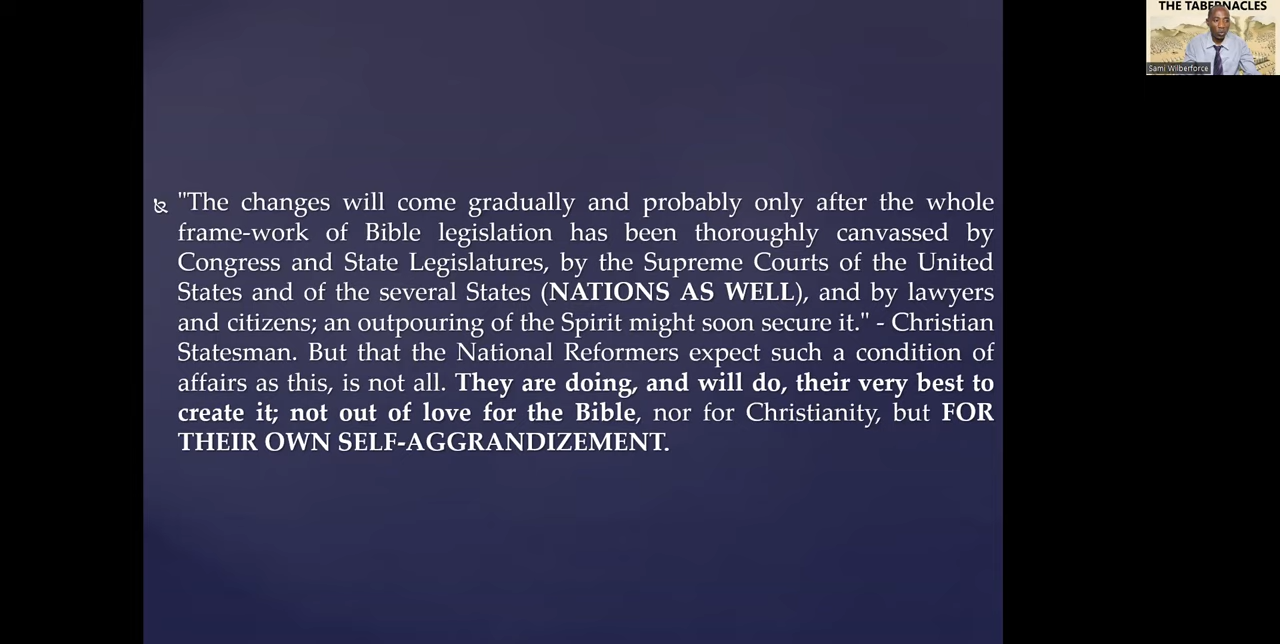 THE TABERNACLES
Sami Wilberforce
"The changes will come gradually and probably only after the whole
frame-work of Bible legislation has been thoroughly canvassed by
Congress and State Legislatures, by the Supreme Courts of the United
States and of the several States (NATIONS AS WELL), and by lawyers
and citizens; an outpouring of the Spirit might soon secure it." - Christian
Statesman. But that the National Reformers expect such a condition of
affairs as this, is not all. They are doing, and will do, their very best to
create it; not out of love for the Bible, nor for Christianity, but FOR
THEIR OWN SELF-AGGRANDIZEMENT.